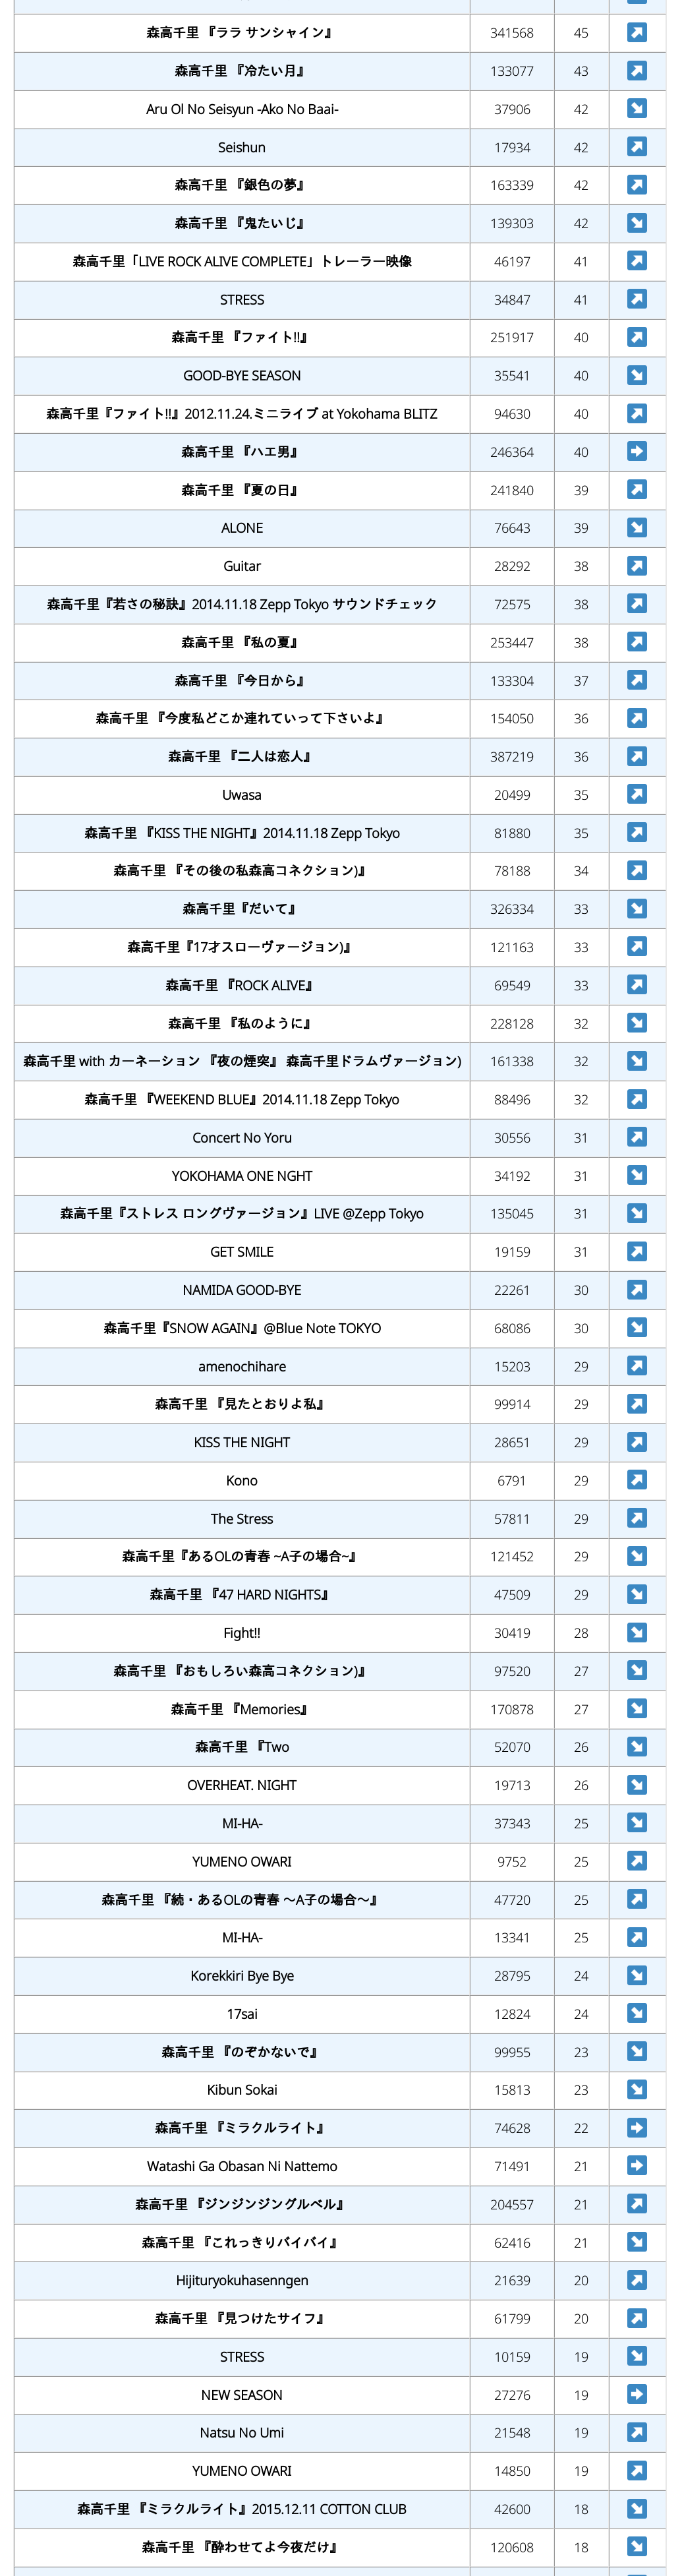 森高千里 『ララ サンシャイン』 341568 45
森高千里 『冷たい月』 133077 43
Aru Ol No Seisyun -Ako No Baai- 37906 42
Seishun 17934 42
森高千里 『銀色の夢』 163339 42
森高千里 『鬼たいじ』 139303 42
森高千里「LIVE ROCK ALIVE COMPLETE」トレーラー映像 46197 41
STRESS 34847 41
森高千里 『ファイト!!』 251917 40
GOOD-BYE SEASON 35541 40
森高千里『ファイト!!』2012.11.24.ミニライブ at Yokohama BLITZ 94630 40
森高千里 『ハエ男』 246364 40
森高千里 『夏の日』 241840 39
ALONE 76643 39
Guitar 28292 38
森高千里『若さの秘訣』2014.11.18 Zepp Tokyo サウンドチェック 72575 38
森高千里 『私の夏』 253447 38
森高千里 『今日から』 133304 37
森高千里 『今度私どこか連れていって下さいよ』 154050 36
森高千里 『二人は恋人』 387219 36
Uwasa 20499 35
森高千里 『KISS THE NIGHT』2014.11.18 Zepp Tokyo 81880 35
森高千里 『その後の私森高コネクション)』 78188 34
森高千里『だいて』 326334 33
森高千里『17才スローヴァージョン)』 121163 33
森高千里 『ROCK ALIVE』 69549 33
森高千里 『私のように』 228128 32
森高千里 with カーネーション 『夜の煙突』 森高千里ドラムヴァージョン) 161338 32
森高千里 『WEEKEND BLUE』2014.11.18 Zepp Tokyo 88496 32
Concert No Yoru 30556 31
YOKOHAMA ONE NGHT 34192 31
森高千里『ストレス ロングヴァージョン』LIVE @Zepp Tokyo 135045 31
GET SMILE 19159 31
NAMIDA GOOD-BYE 22261 30
森高千里『SNOW AGAIN』@Blue Note TOKYO 68086 30
amenochihare 15203 29
森高千里 『見たとおりよ私』 99914 29
KISS THE NIGHT 28651 29
Kono 6791 29
The Stress 57811 29
森高千里『あるOLの青春 ~A子の場合~』 121452 29
森高千里 『47 HARD NIGHTS』 47509 29
Fight!! 30419 28
森高千里 『おもしろい森高コネクション)』 97520 27
森高千里 『Memories』 170878 27
森高千里 『Two 52070 26
OVERHEAT. NIGHT 19713 26
MI-HA- 37343 25
YUMENO OWARI 9752 25
森高千里 『続・あるOLの青春 〜A子の場合〜』 47720 25
MI-HA- 13341 25
Korekkiri Bye Bye 28795 24
17sai 12824 24
森高千里 『のぞかないで』 99955 23
Kibun Sokai 15813 23
森高千里 『ミラクルライト』 74628 22
Watashi Ga Obasan Ni Nattemo 71491 21
森高千里 『ジンジンジングルベル』 204557 21
森高千里 『これっきりバイバイ』 62416 21
Hijituryokuhasenngen 21639 20
森高千里 『見つけたサイフ』 61799 20
STRESS 10159 19
NEW SEASON 27276 19
Natsu No Umi 21548 19
YUMENO OWARI 14850 19
森高千里 『ミラクルライト』2015.12.11 COTTON CLUB 42600 18
森高千里 『酔わせてよ今夜だけ』 120608 18